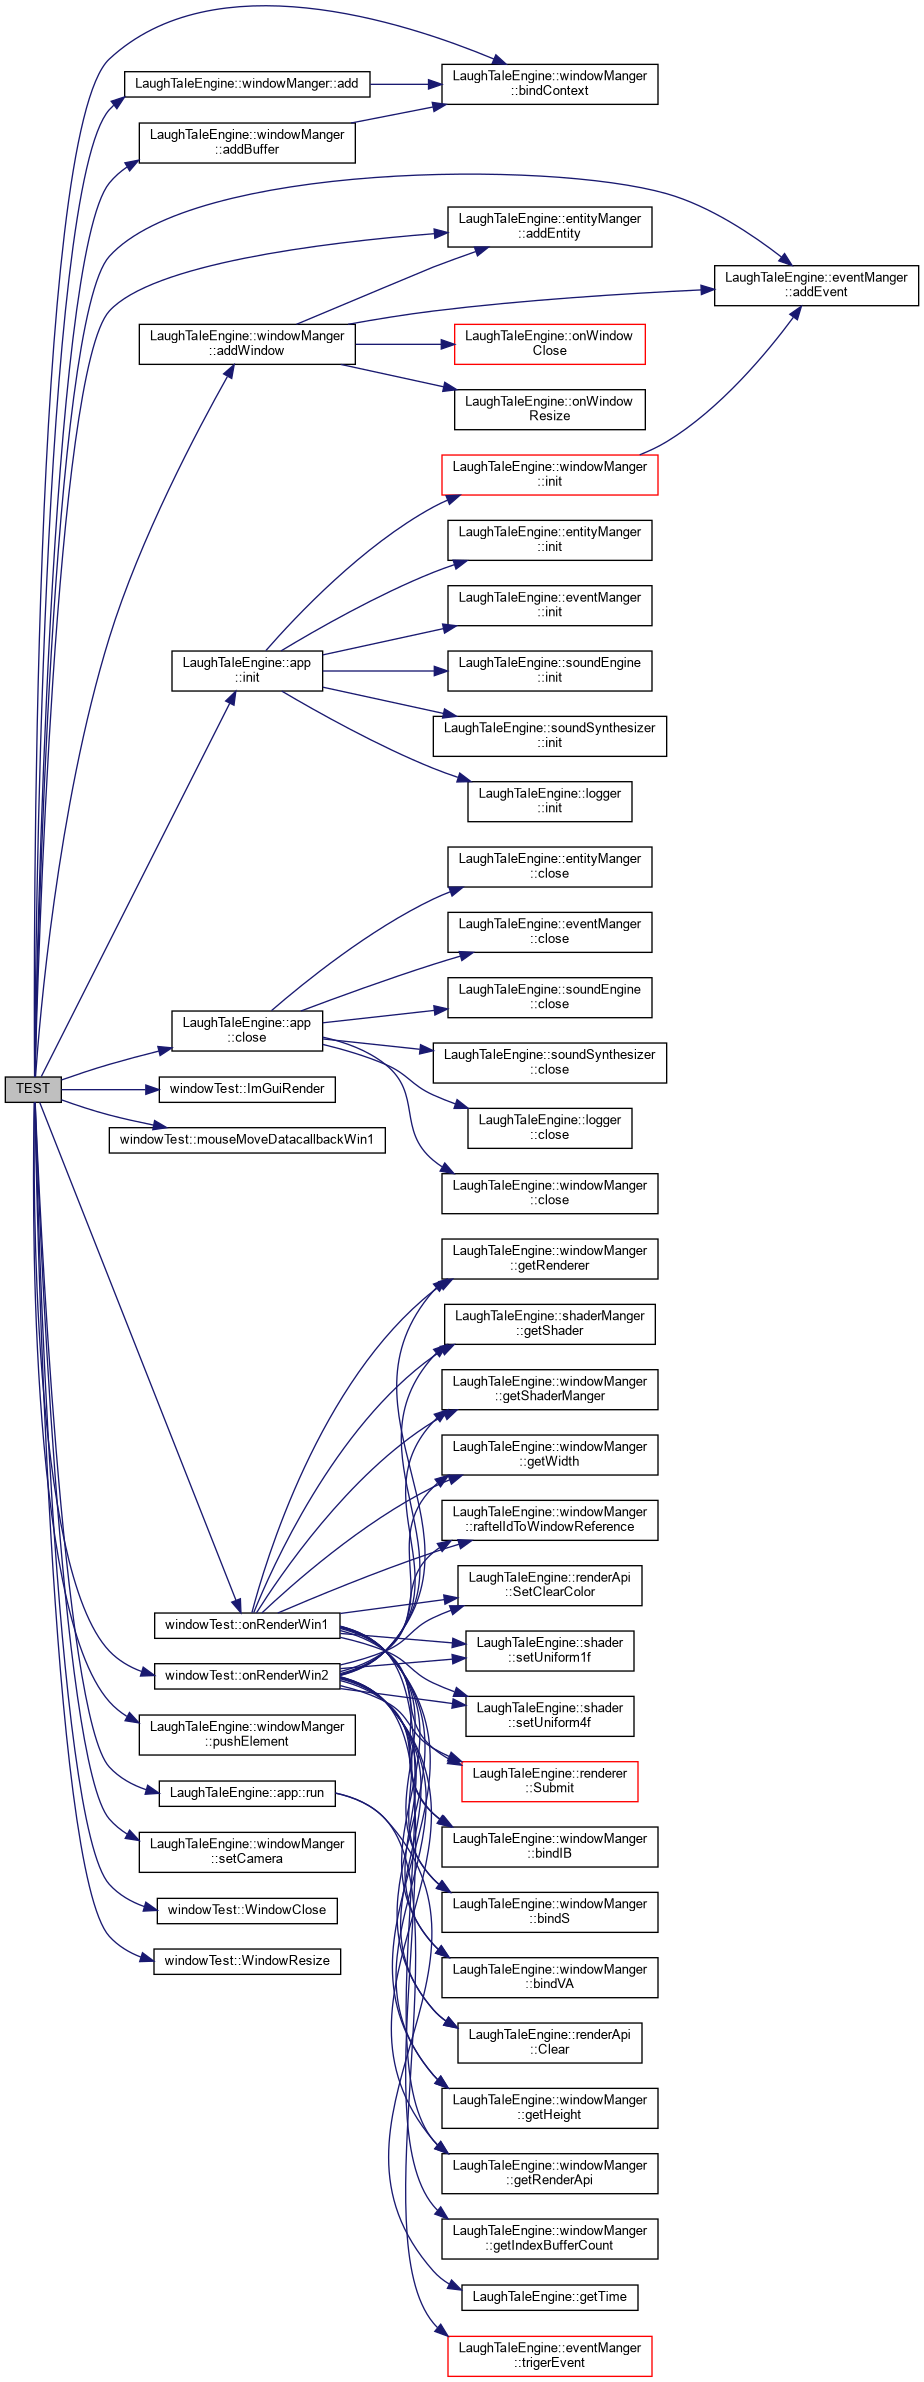 TEST
LaughTaleEngine::windowManger::add
LaughTaleEngine::windowManger
::bindContext
LaughTaleEngine::windowManger
::addBuffer
LaughTaleEngine::entityManger
::addEntity
LaughTaleEngine::eventManger
::addEvent
LaughTaleEngine::windowManger
::addWindow
LaughTaleEngine::onWindow
Close
LaughTaleEngine::onWindow
Resize
LaughTaleEngine::app
::init
LaughTaleEngine::windowManger
::init
LaughTaleEngine::entityManger
::init
LaughTaleEngine::eventManger
::init
LaughTaleEngine::soundEngine
::init
LaughTaleEngine::soundSynthesizer
::init
LaughTaleEngine::logger
::init
LaughTaleEngine::app
::close
LaughTaleEngine::entityManger
::close
LaughTaleEngine::eventManger
::close
LaughTaleEngine::soundEngine
::close
LaughTaleEngine::soundSynthesizer
::close
LaughTaleEngine::logger
::close
LaughTaleEngine::windowManger
::close
windowTest::ImGuiRender
windowTest::mouseMoveDatacallbackWin1
windowTest::onRenderWin1
windowTest::onRenderWin2
LaughTaleEngine::windowManger
::getRenderer
LaughTaleEngine::shaderManger
::getShader
LaughTaleEngine::windowManger
::getShaderManger
LaughTaleEngine::windowManger
::getWidth
LaughTaleEngine::windowManger
::raftelIdToWindowReference
LaughTaleEngine::renderApi
::SetClearColor
LaughTaleEngine::shader
::setUniform1f
LaughTaleEngine::shader
::setUniform4f
LaughTaleEngine::renderer
::Submit
LaughTaleEngine::windowManger
::bindIB
LaughTaleEngine::windowManger
::bindS
LaughTaleEngine::windowManger
::bindVA
LaughTaleEngine::renderApi
::Clear
LaughTaleEngine::windowManger
::getHeight
LaughTaleEngine::windowManger
::getRenderApi
LaughTaleEngine::windowManger
::getIndexBufferCount
LaughTaleEngine::windowManger
::pushElement
LaughTaleEngine::app::run
LaughTaleEngine::getTime
LaughTaleEngine::eventManger
::trigerEvent
LaughTaleEngine::windowManger
::setCamera
windowTest::WindowClose
windowTest::WindowResize